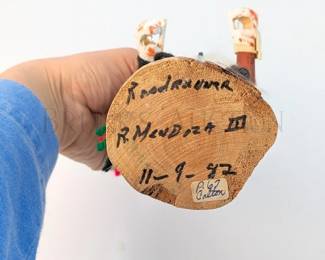 Roadrunner
R. Mendoza III
11-9-82